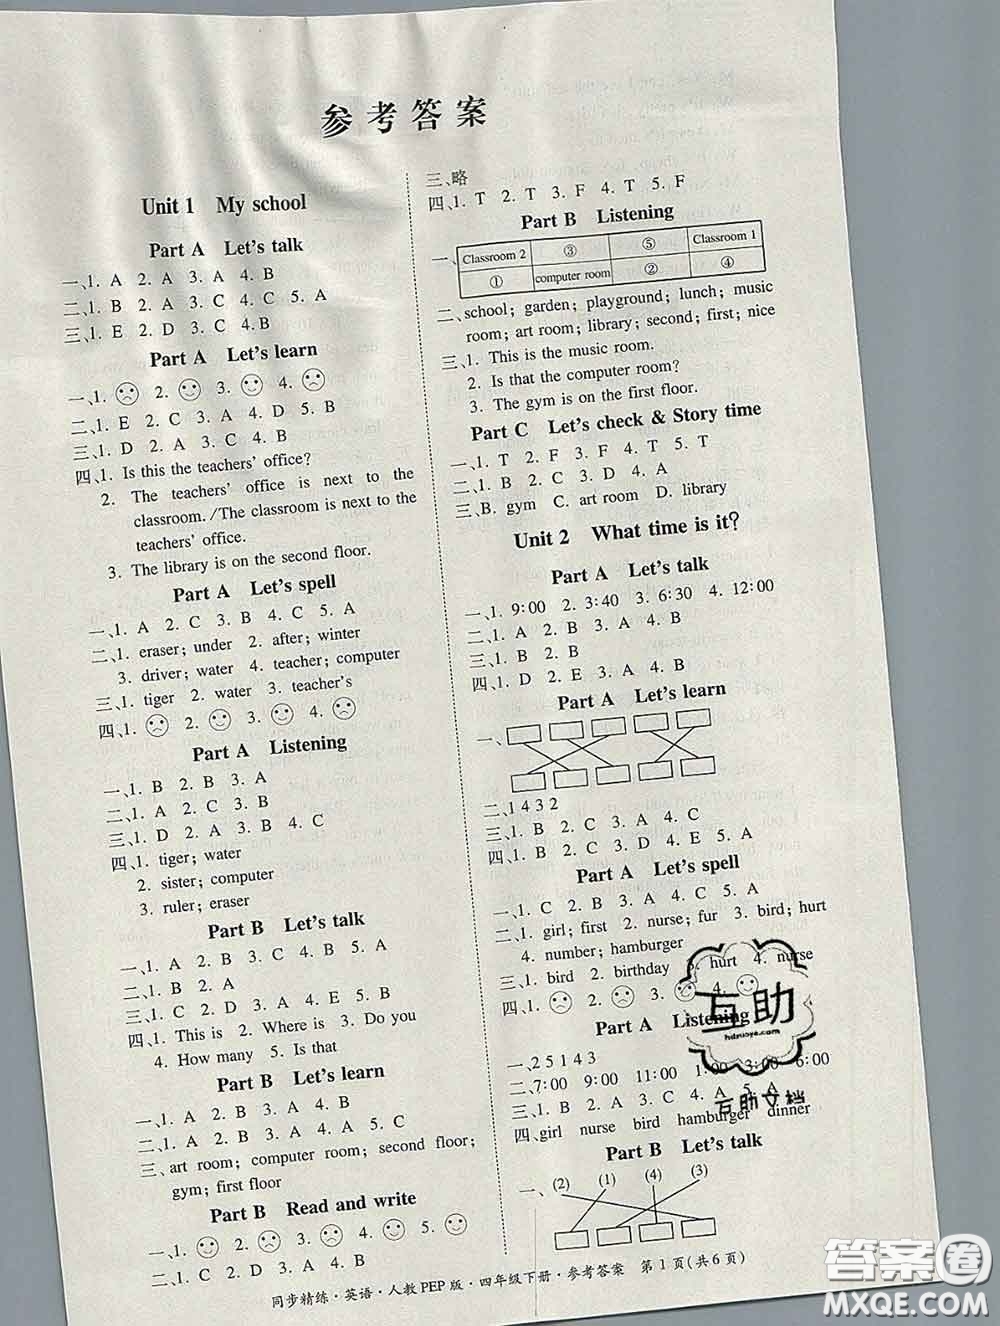 参考答案
Unit 1 My school
Part A Let's talk
一、1. A 2. A 3. A 4. B
二、1. B 2. A 3. C 4. C 5. A
三、1. E 2. D 3. C 4. B
Part A Let's learn
一、1. 2. 3. 4.
二、1. E 2. C 3. A 4. D 5. B
三、1. D 2. A 3. C 4. B
四、1. Is this the teachers' office?
2. The teachers' office is next to the
classroom./The classroom is next to the
teachers' office.
3. The library is on the second floor.
Part A Let's spell
一、1. A 2. C 3. B 4. C 5. A
二、1. eraser; under 2. after; winter
3. driver; water 4. teacher; computer
三、1. tiger 2. water 3. teacher's
四、1. 2. 3. 4.
Part A Listening
一、1. B 2. B 3. A
二、1. A 2. C 3. B
三、1. D 2. A 3. B 4. C
四、1. tiger; water
2. sister; computer
3. ruler; eraser
Part B Let's talk
一、1. A 2. B 3. C 4. B 5. A
二、1. B 2. A
三、1. C 2. D 3. A 4. E 5. B
四、1. This is 2. Where is 3. Do you
4. How many 5. Is that
Part B Let's learn
一、1. A 2. B 3. B 4. A
二、1. A 2. C 3. A 4. A 5. B
三、art room; computer room; second floor;
gym; first floor
Part B Read and write
一、1. 2. 3. 4. 5.
二、1. A 2. B 3. A 4. B
三、略
四、1. T 2. T 3. F 4. T 5. F
Part B Listening
一、
Classroom 2 ③ ⑤ Classroom 1
① computer room ② ④
二、school; garden; playground; lunch; music
room; art room; library; second; first; nice
三、1. This is the music room.
2. Is that the computer room?
3. The gym is on the first floor.
Part C Let's check & Story time
一、1. T 2. F 3. F 4. T 5. T
二、1. B 2. C 3. D 4. A
三、B. gym C. art room D. library
Unit 2 What time is it?
Part A Let's talk
一、1. 9:00 2. 3:40 3. 6:30 4. 12:00
二、1. A 2. B 3. A 4. B
三、1. B 2. B
四、1. D 2. E 3. A 4. B
Part A Let's learn
一、
二、1 4 3 2
三、1. B 2. B 3. A 4. C
四、1. B 2. C 3. D 4. E 5. A
Part A Let's spell
一、1. C 2. B 3. A 4. C 5. A
二、1. girl; first 2. nurse; fur 3. bird; hurt
4. number; hamburger
三、1. bird 2. birthday 3. hurt 4. nurse
四、1. 2. 3. 4.
Part A Listening
一、2 5 1 4 3
二、7:00 9:00 11:00 1:00 3:00 6:00
三、1. B 2. B 3. C 4. A 5. A
四、girl nurse bird hamburger dinner
Part B Let's talk
(2) (1) (4) (3)
一、
同步精练·英语·人教PEP版·四年级下册·参考答案 第1页(共6页)
互助
hdzuoye.com
互助文档
答案圈
MXQE.COM